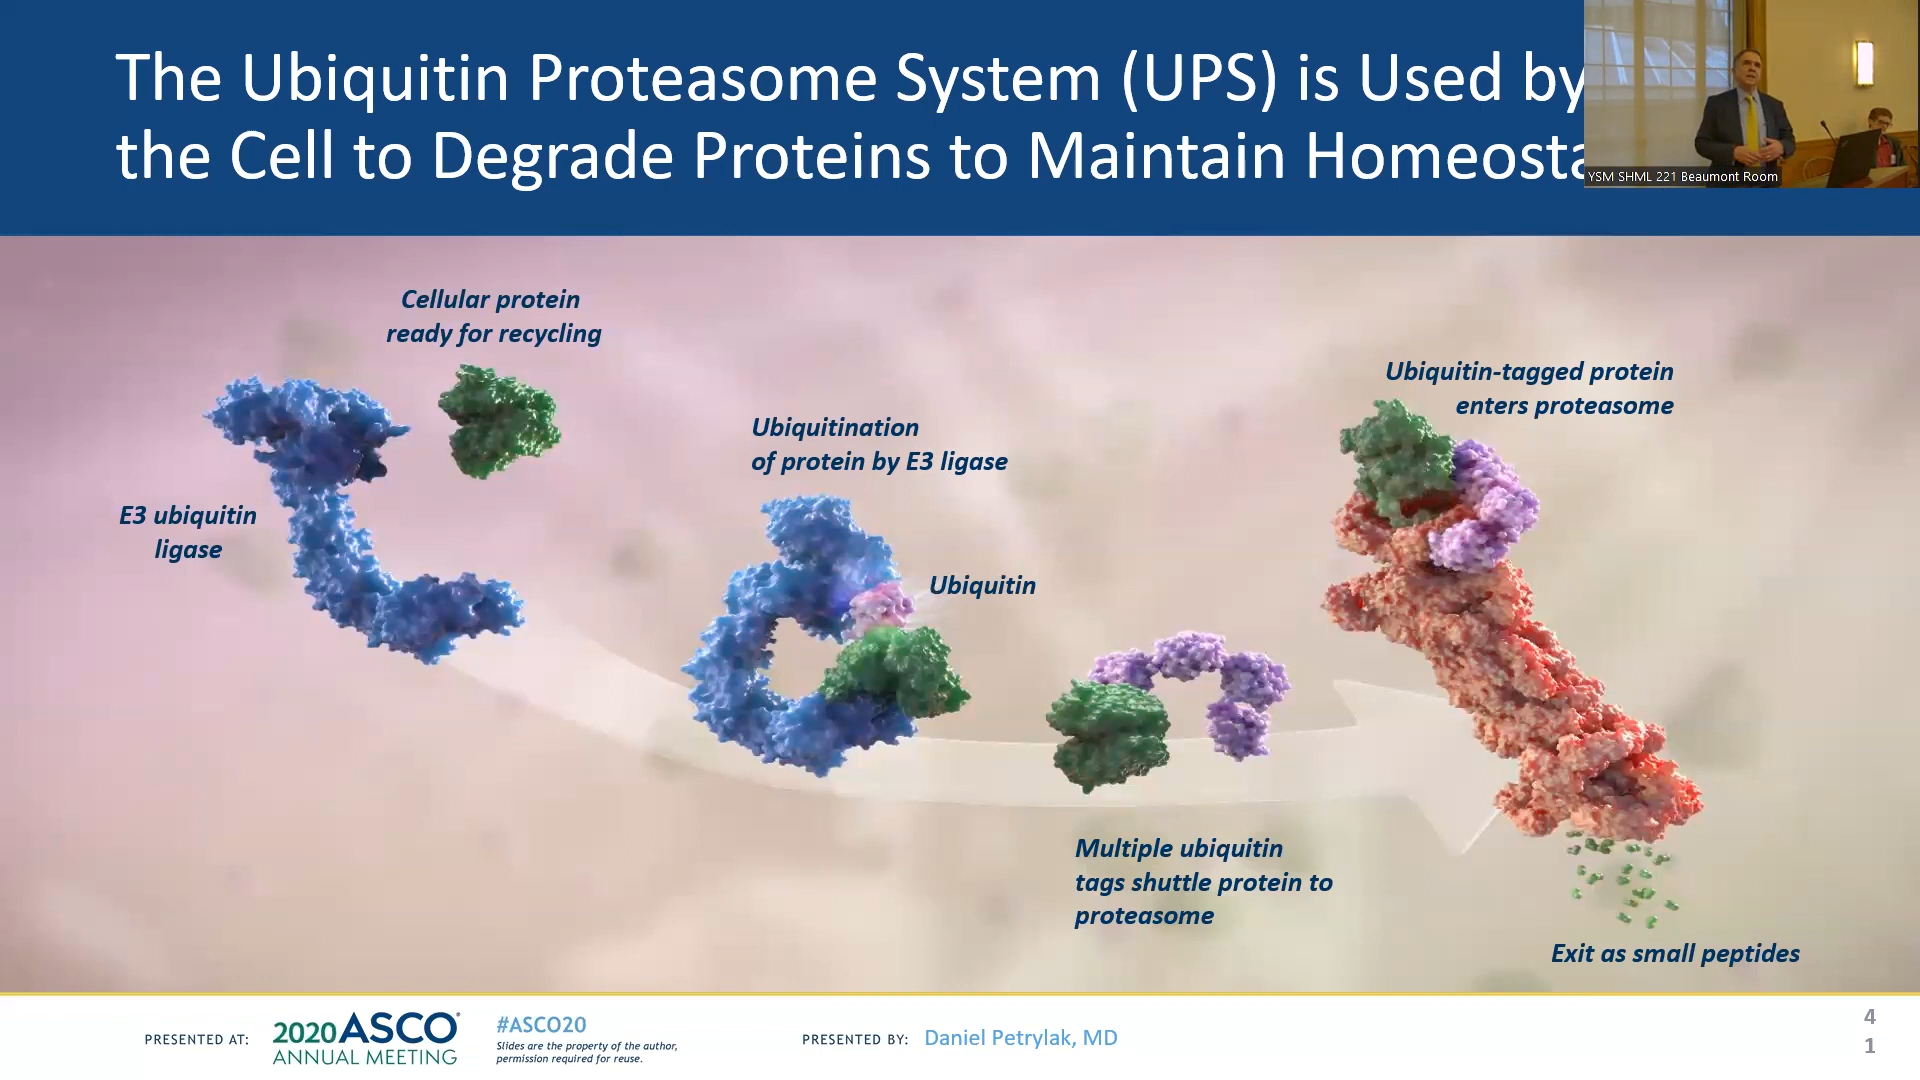 The Ubiquitin Proteasome System (UPS) is Used by
the Cell to Degrade Proteins to Maintain Homeosta
YSM SHML 221 Beaumont Room
Cellular protein
ready for recycling
E3 ubiquitin
ligase
Ubiquitination
of protein by E3 ligase
Ubiquitin
Multiple ubiquitin
tags shuttle protein to
proteasome
Ubiquitin-tagged protein
enters proteasome
Exit as small peptides
PRESENTED AT:
2020 ASCO
ANNUAL MEETING
#ASCO20
Slides are the property of the author,
permission required for reuse.
PRESENTED BY: Daniel Petrylak, MD
4
1